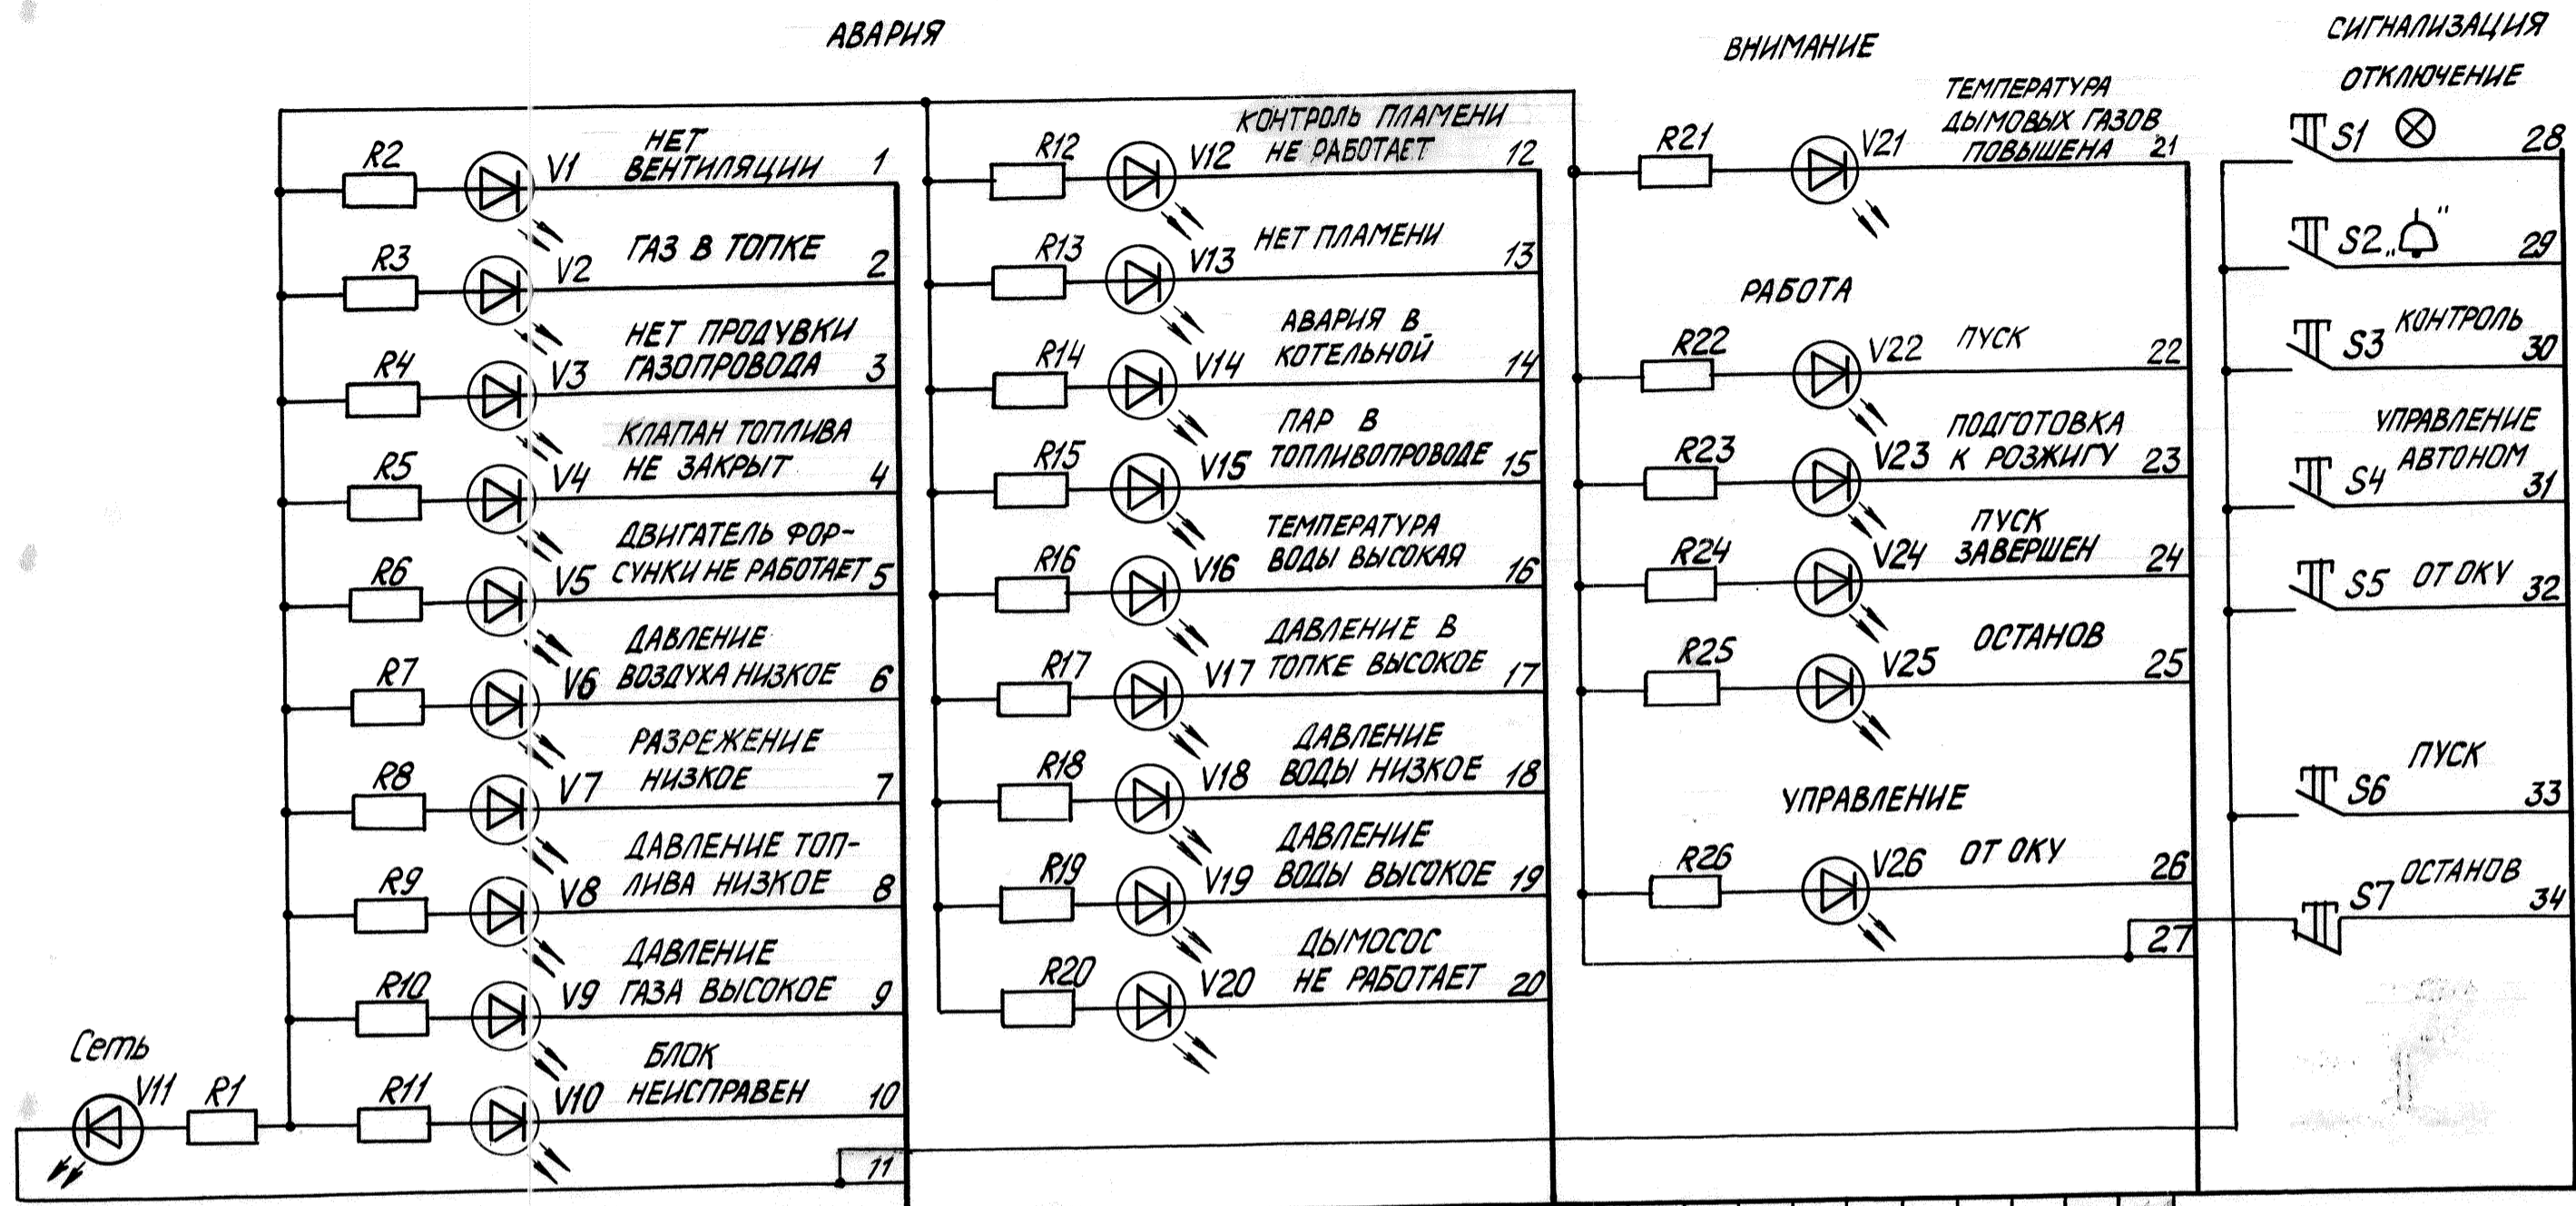 АВАРИЯ
R2
V1
НЕТ
ВЕНТИЛЯЦИИ
1
R3
V2
ГАЗ В ТОПКЕ
2
R4
V3
НЕТ ПРОДУВКИ
ГАЗОПРОВОДА
3
R5
V4
КЛАПАН ТОПЛИВА
НЕ ЗАКРЫТ
4
R6
V5
ДВИГАТЕЛЬ ФОР-
СУНКИ НЕ РАБОТАЕТ
5
R7
V6
ДАВЛЕНИЕ
ВОЗДУХА НИЗКОЕ
6
R8
V7
РАЗРЕЖЕНИЕ
НИЗКОЕ
7
R9
V8
ДАВЛЕНИЕ ТОП-
ЛИВА НИЗКОЕ
8
R10
V9
ДАВЛЕНИЕ
ГАЗА ВЫСОКОЕ
9
Сеть
V11
R1
R11
V10
БЛОК
НЕИСПРАВЕН
10
11
R12
V12
КОНТРОЛЬ ПЛАМЕНИ
НЕ РАБОТАЕТ
12
R13
V13
НЕТ ПЛАМЕНИ
13
R14
V14
АВАРИЯ В
КОТЕЛЬНОЙ
14
R15
V15
ПАР В
ТОПЛИВОПРОВОДЕ
15
R16
V16
ТЕМПЕРАТУРА
ВОДЫ ВЫСОКАЯ
16
R17
V17
ДАВЛЕНИЕ В
ТОПКЕ ВЫСОКОЕ
17
R18
V18
ДАВЛЕНИЕ
ВОДЫ НИЗКОЕ
18
R19
V19
ДАВЛЕНИЕ
ВОДЫ ВЫСОКОЕ
19
R20
V20
ДЫМОСОС
НЕ РАБОТАЕТ
20
ВНИМАНИЕ
R21
V21
ТЕМПЕРАТУРА
ДЫМОВЫХ ГАЗОВ
ПОВЫШЕНА
21
РАБОТА
R22
V22
ПУСК
22
R23
V23
ПОДГОТОВКА
К РОЗЖИГУ
23
R24
V24
ПУСК
ЗАВЕРШЕН
24
R25
V25
ОСТАНОВ
25
УПРАВЛЕНИЕ
R26
V26
ОТ ОКУ
26
27
СИГНАЛИЗАЦИЯ
ОТКЛЮЧЕНИЕ
S1
28
S2 „ "
29
S3
КОНТРОЛЬ
30
УПРАВЛЕНИЕ
АВТОНОМ
S4
31
S5
ОТ ОКУ
32
ПУСК
S6
33
S7
ОСТАНОВ
34